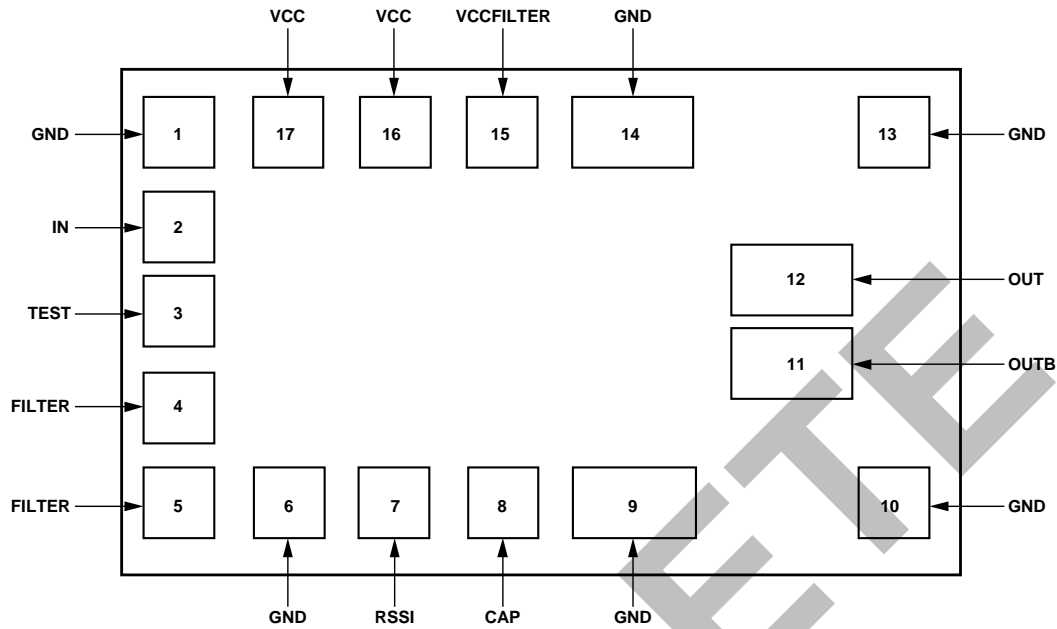 VCC VCC VCCFILTER GND
GND 1 17 16 15 14 13 GND
IN 2
12 OUT
TEST 3
11 OUTB
FILTER 4
FILTER 5 6 7 8 9 10 GND
GND RSSI CAP GND
ETE